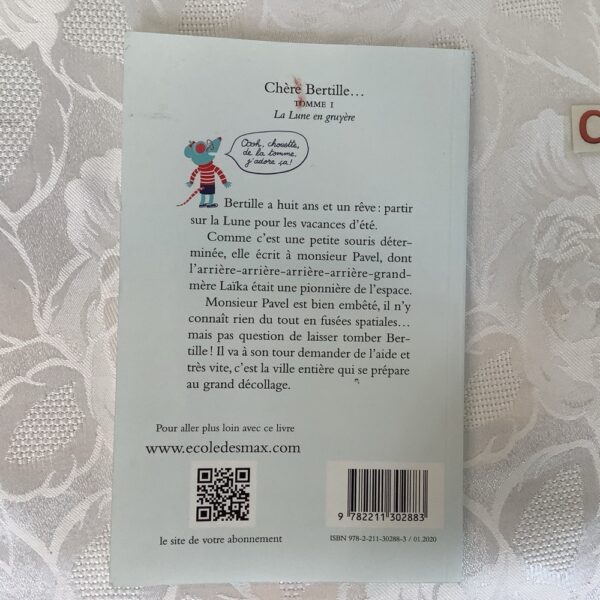 Chère Bertille…
TOMME 1
La Lune en gruyère
Oooh, chouette,
de la tomme,
j'adore ça!
Bertille a huit ans et un rêve : partir
sur la Lune pour les vacances d'été.
Comme c'est une petite souris déter-
minée, elle écrit à monsieur Pavel, dont
l'arrière-arrière-arrière-arrière-grand-
mère Laïka était une pionnière de l'espace.
Monsieur Pavel est bien embêté, il n'y
connaît rien du tout en fusées spatiales…
mais pas question de laisser tomber Ber-
tille ! Il va à son tour demander de l'aide et
très vite, c'est la ville entière qui se prépare
au grand décollage.
Pour aller plus loin avec ce livre
www.ecoledesmax.com
le site de votre abonnement
9 782211 302883
ISBN 978-2-211-30288-3 / 01.2020